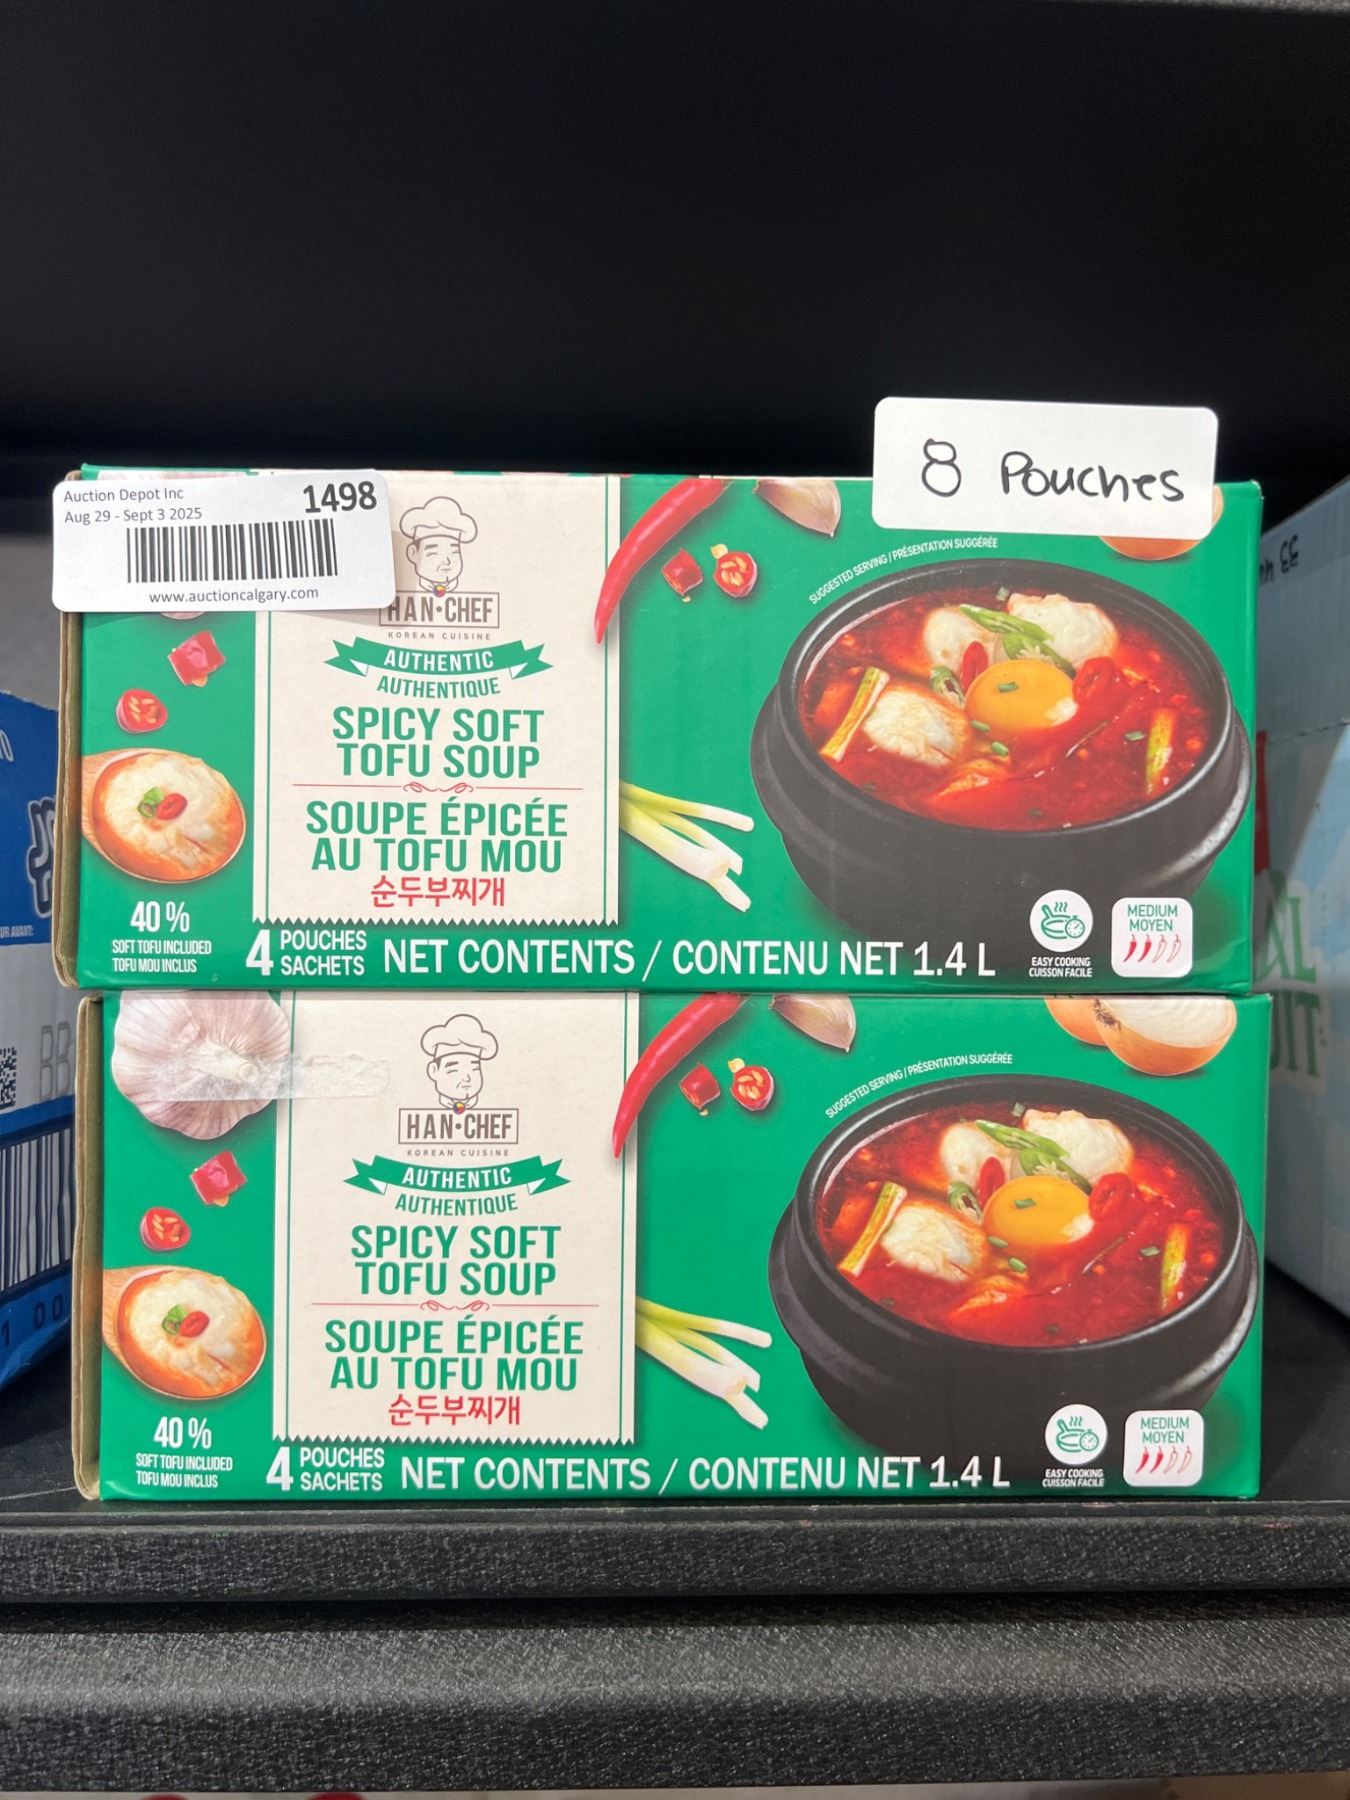 8 Pouches
Auction Depot Inc
1498
Aug 29 - Sept 3 2025
www.auctioncalgary.com
HAN•CHEF
KOREAN CUISINE
AUTHENTIC
AUTHENTIQUE
SPICY SOFT
TOFU SOUP
SOUPE ÉPICÉE
AU TOFU MOU
순두부찌개
SUGGESTED SERVING / PRÉSENTATION SUGGÉRÉE
40 %
SOFT TOFU INCLUDED
TOFU MOU INCLUS
4 POUCHES
SACHETS
NET CONTENTS / CONTENU NET 1.4 L
EASY COOKING
CUISSON FACILE
MEDIUM
MOYEN
HAN•CHEF
KOREAN CUISINE
AUTHENTIC
AUTHENTIQUE
SPICY SOFT
TOFU SOUP
SOUPE ÉPICÉE
AU TOFU MOU
순두부찌개
SUGGESTED SERVING / PRÉSENTATION SUGGÉRÉE
40 %
SOFT TOFU INCLUDED
TOFU MOU INCLUS
4 POUCHES
SACHETS
NET CONTENTS / CONTENU NET 1.4 L
EASY COOKING
CUISSON FACILE
MEDIUM
MOYEN
BB